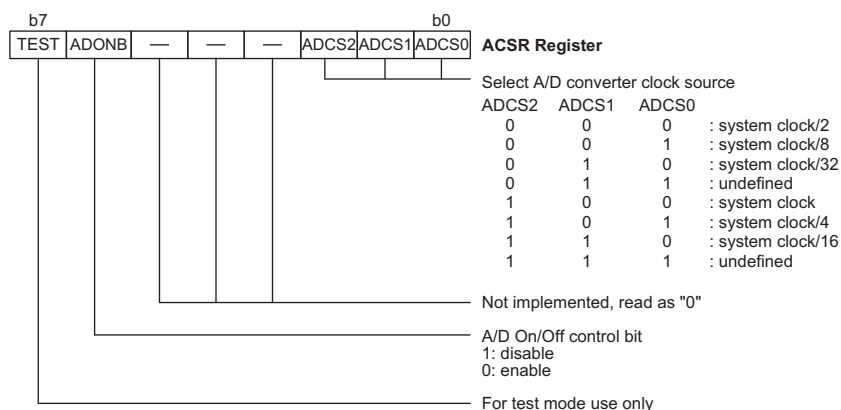 b7 b0
TEST ADONB — — — ADCS2 ADCS1 ADCS0 ACSR Register
Select A/D converter clock source
ADCS2 ADCS1 ADCS0
0 0 0 : system clock/2
0 0 1 : system clock/8
0 1 0 : system clock/32
0 1 1 : undefined
1 0 0 : system clock
1 0 1 : system clock/4
1 1 0 : system clock/16
1 1 1 : undefined
Not implemented, read as "0"
A/D On/Off control bit
1: disable
0: enable
For test mode use only